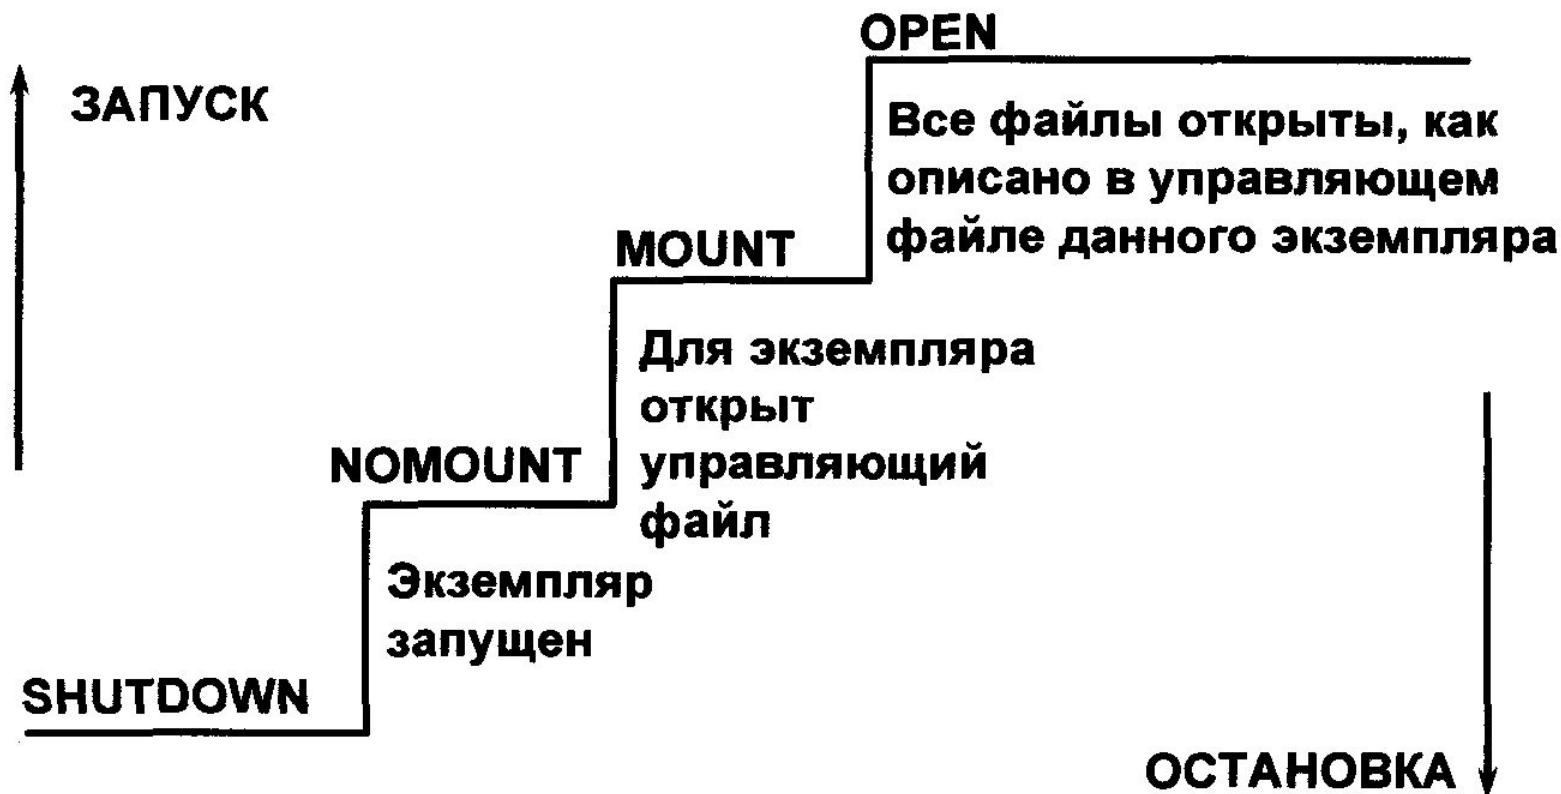 OPEN
ЗАПУСК
Все файлы открыты, как
описано в управляющем
файле данного экземпляра
MOUNT
Для экземпляра
открыт
управляющий
файл
NOMOUNT
Экземпляр
запущен
SHUTDOWN
ОСТАНОВКА